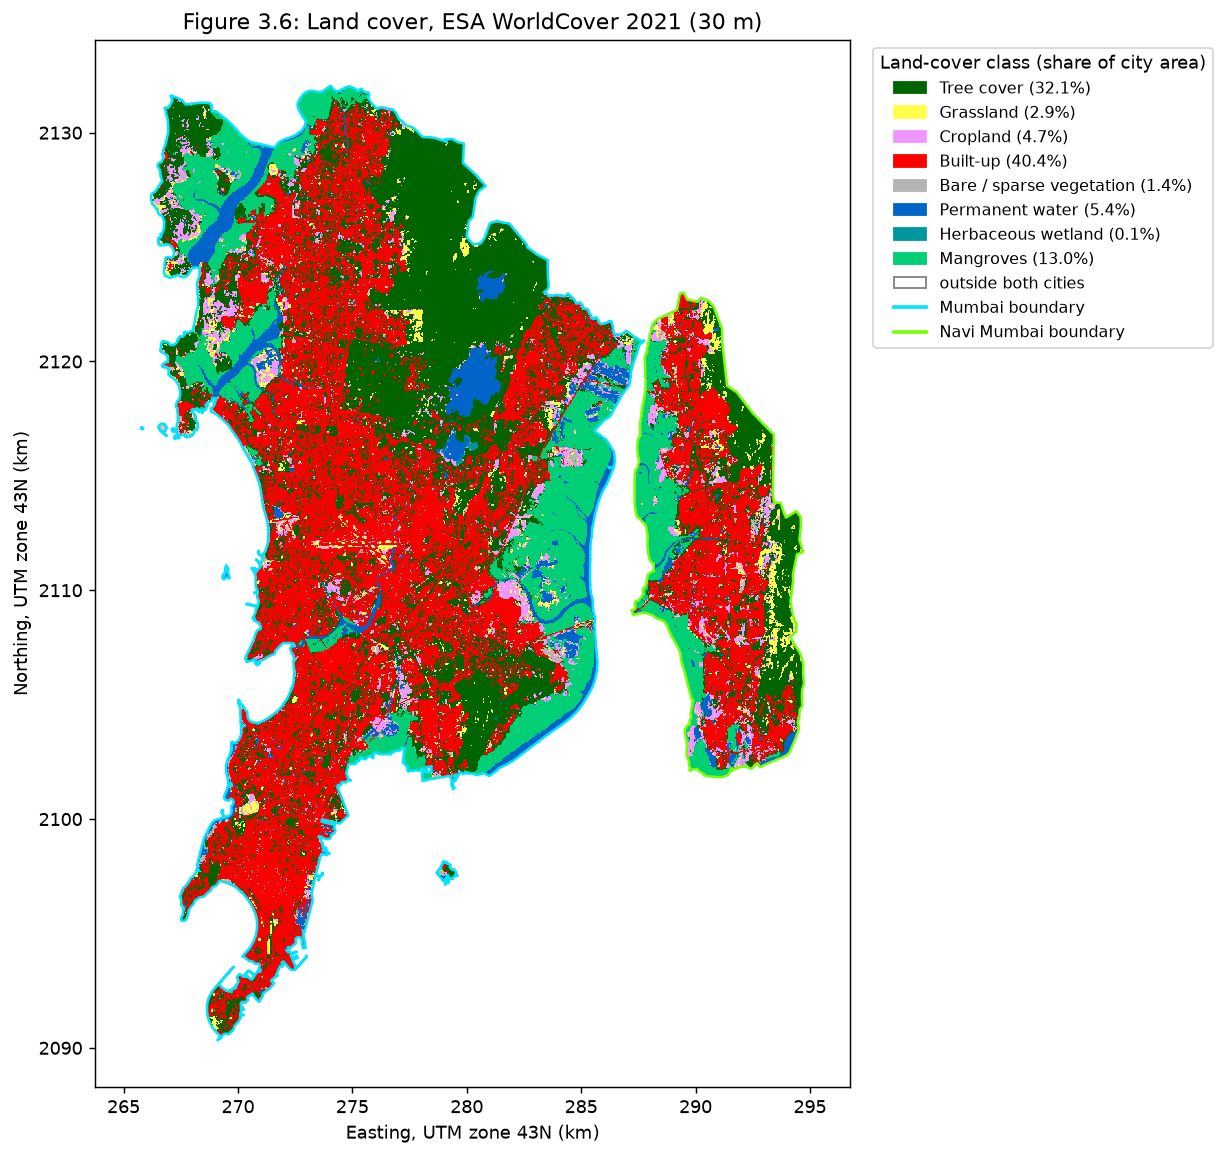 Figure 3.6: Land cover, ESA WorldCover 2021 (30 m)
Land-cover class (share of city area)
Tree cover (32.1%)
Grassland (2.9%)
Cropland (4.7%)
Built-up (40.4%)
Bare / sparse vegetation (1.4%)
Permanent water (5.4%)
Herbaceous wetland (0.1%)
Mangroves (13.0%)
outside both cities
Mumbai boundary
Navi Mumbai boundary
Northing, UTM zone 43N (km)
2130
2120
2110
2100
2090
265 270 275 280 285 290 295
Easting, UTM zone 43N (km)